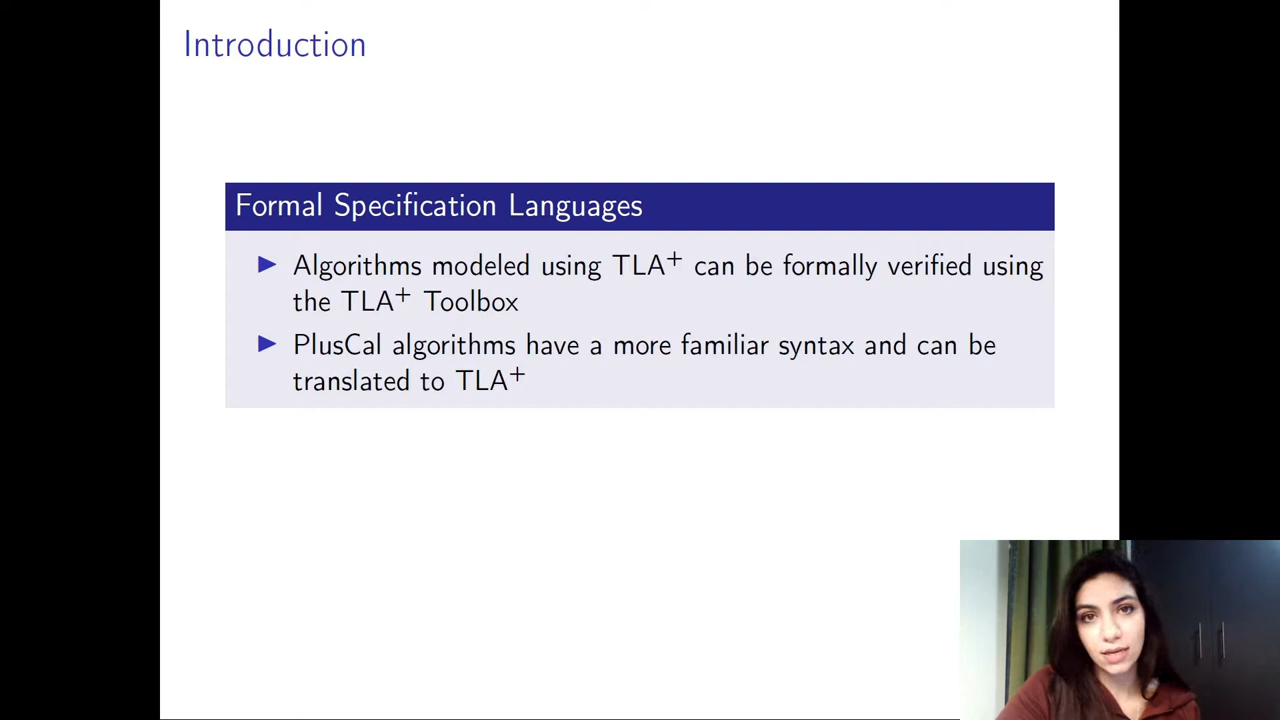 Introduction
Formal Specification Languages
▶ Algorithms modeled using TLA+ can be formally verified using
the TLA+ Toolbox
▶ PlusCal algorithms have a more familiar syntax and can be
translated to TLA+